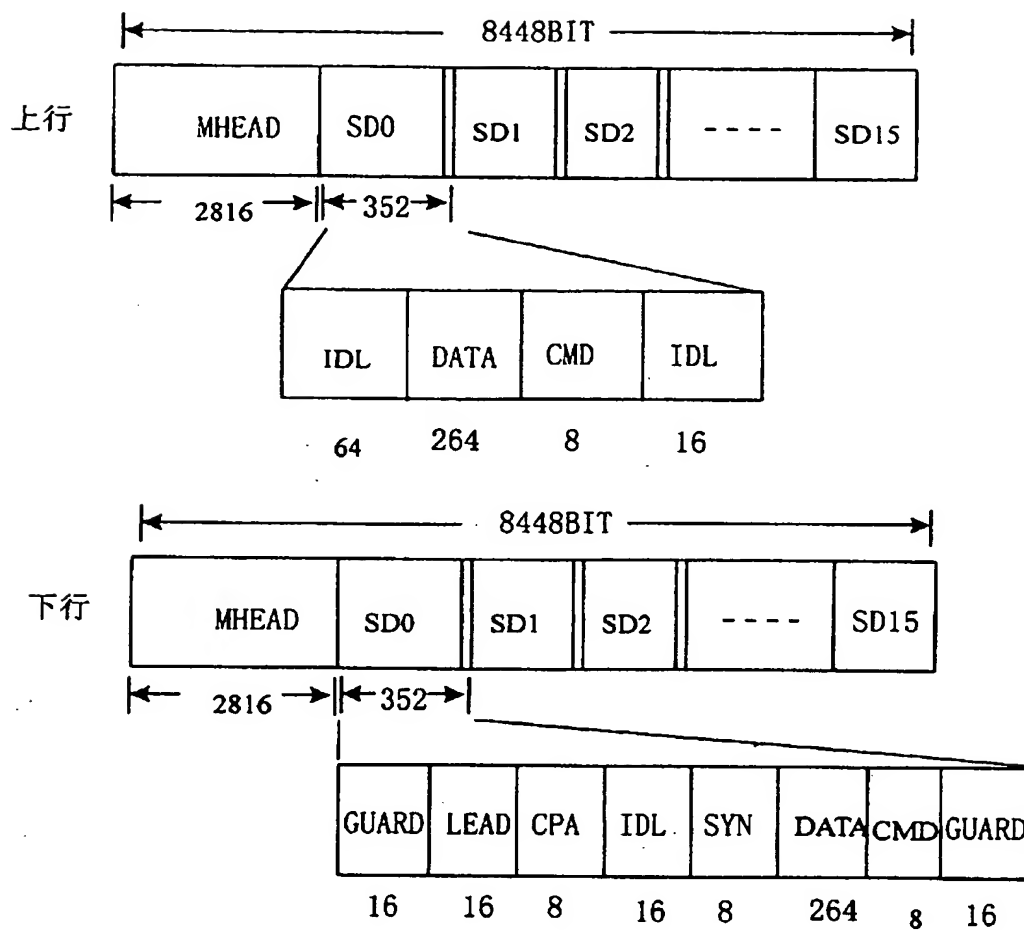 8448BIT
上行 MHEAD SD0 SD1 SD2 ---- SD15
2816 352
IDL DATA CMD IDL
64 264 8 16
8448BIT
下行 MHEAD SD0 SD1 SD2 ---- SD15
2816 352
GUARD LEAD CPA IDL SYN DATA CMD GUARD
16 16 8 16 8 264 8 16